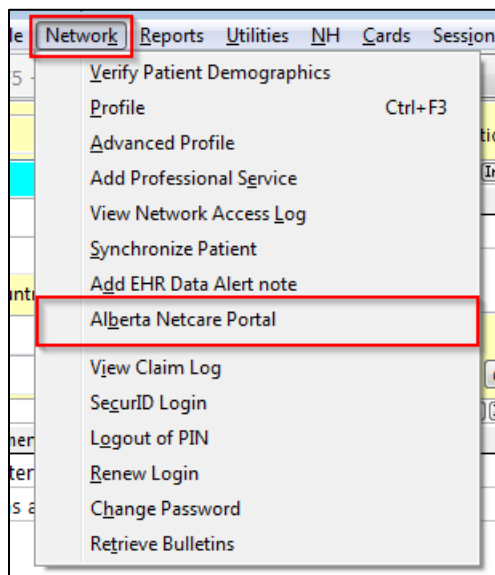 le Network Reports Utilities NH Cards Session
Verify Patient Demographics
Profile Ctrl+F3
Advanced Profile
Add Professional Service
View Network Access Log
Synchronize Patient
Add EHR Data Alert note
Alberta Netcare Portal
View Claim Log
SecurID Login
Logout of PIN
Renew Login
Change Password
Retrieve Bulletins